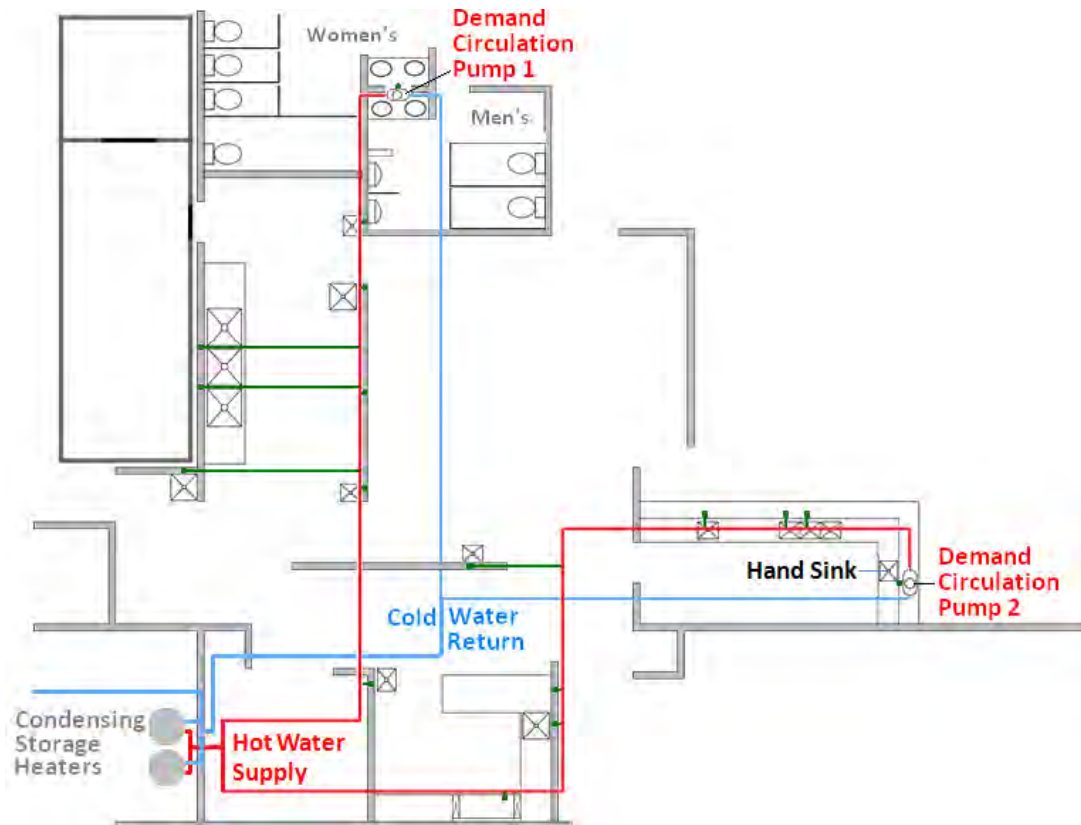 Women's
Demand
Circulation
Pump 1
Men's
Hand Sink
Demand
Circulation
Pump 2
Cold Water
Return
Condensing
Storage
Heaters
Hot Water
Supply